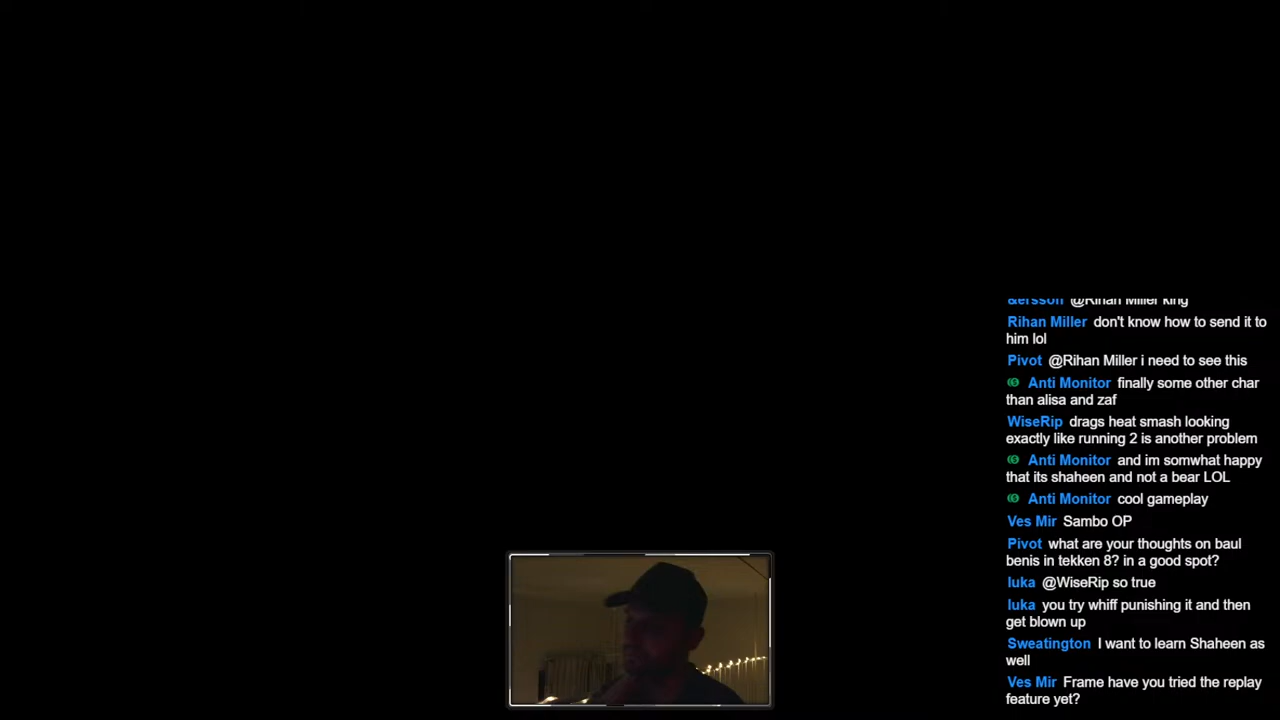 &ersson @Rihan Miller king
Rihan Miller don't know how to send it to
him lol
Pivot @Rihan Miller i need to see this
Anti Monitor finally some other char
than alisa and zaf
WiseRip drags heat smash looking
exactly like running 2 is another problem
Anti Monitor and im somwhat happy
that its shaheen and not a bear LOL
Anti Monitor cool gameplay
Ves Mir Sambo OP
Pivot what are your thoughts on baul
benis in tekken 8? in a good spot?
luka @WiseRip so true
luka you try whiff punishing it and then
get blown up
Sweatington I want to learn Shaheen as
well
Ves Mir Frame have you tried the replay
feature yet?